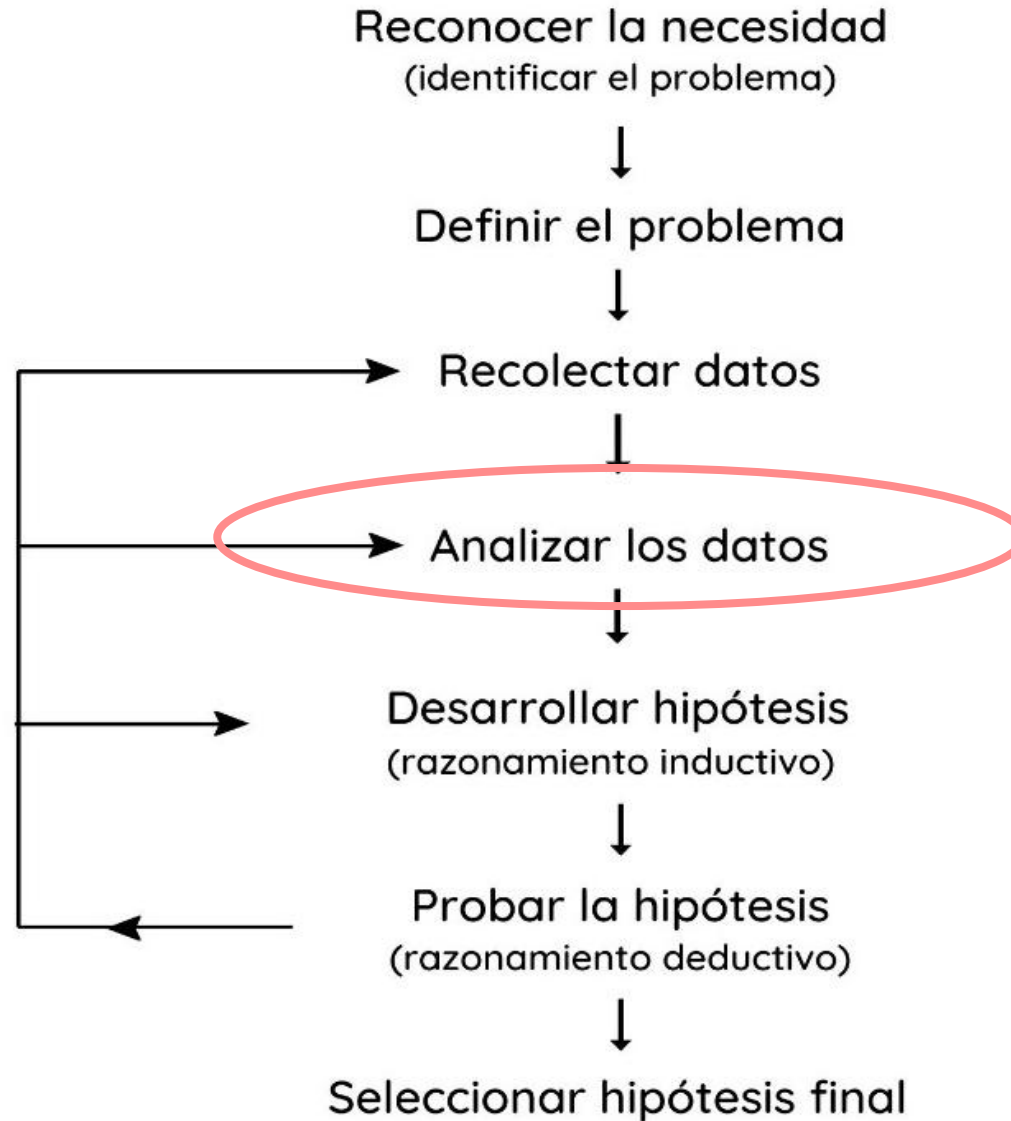 Reconocer la necesidad
(identificar el problema)
Definir el problema
Recolectar datos
Analizar los datos
Desarrollar hipótesis
(razonamiento inductivo)
Probar la hipótesis
(razonamiento deductivo)
Seleccionar hipótesis final